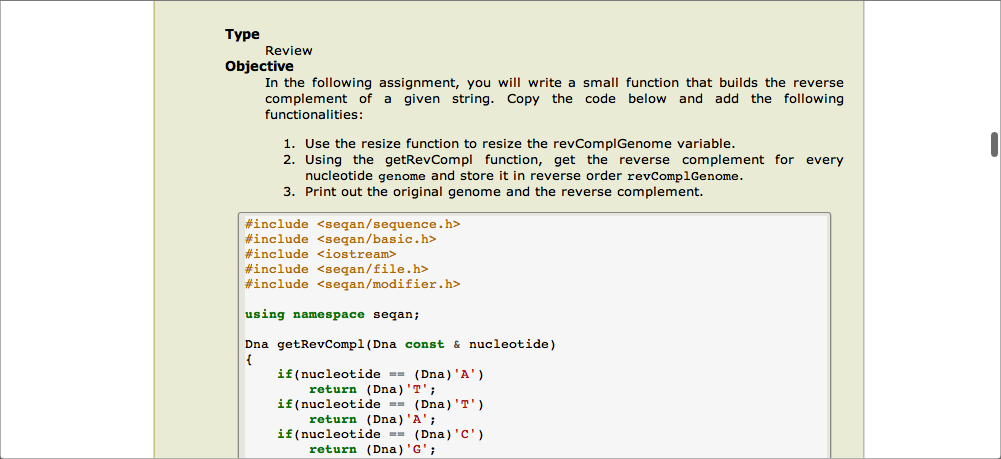 Type
Review
Objective
In the following assignment, you will write a small function that builds the reverse
complement of a given string. Copy the code below and add the following
functionalities:
1. Use the resize function to resize the revComplGenome variable.
2. Using the getRevCompl function, get the reverse complement for every
nucleotide genome and store it in reverse order revComplGenome.
3. Print out the original genome and the reverse complement.
#include <seqan/sequence.h>
#include <seqan/basic.h>
#include <iostream>
#include <seqan/file.h>
#include <seqan/modifier.h>
using namespace seqan;
Dna getRevCompl(Dna const & nucleotide)
{
if(nucleotide == (Dna)'A')
return (Dna)'T';
if(nucleotide == (Dna)'T')
return (Dna)'A';
if(nucleotide == (Dna)'C')
return (Dna)'G';